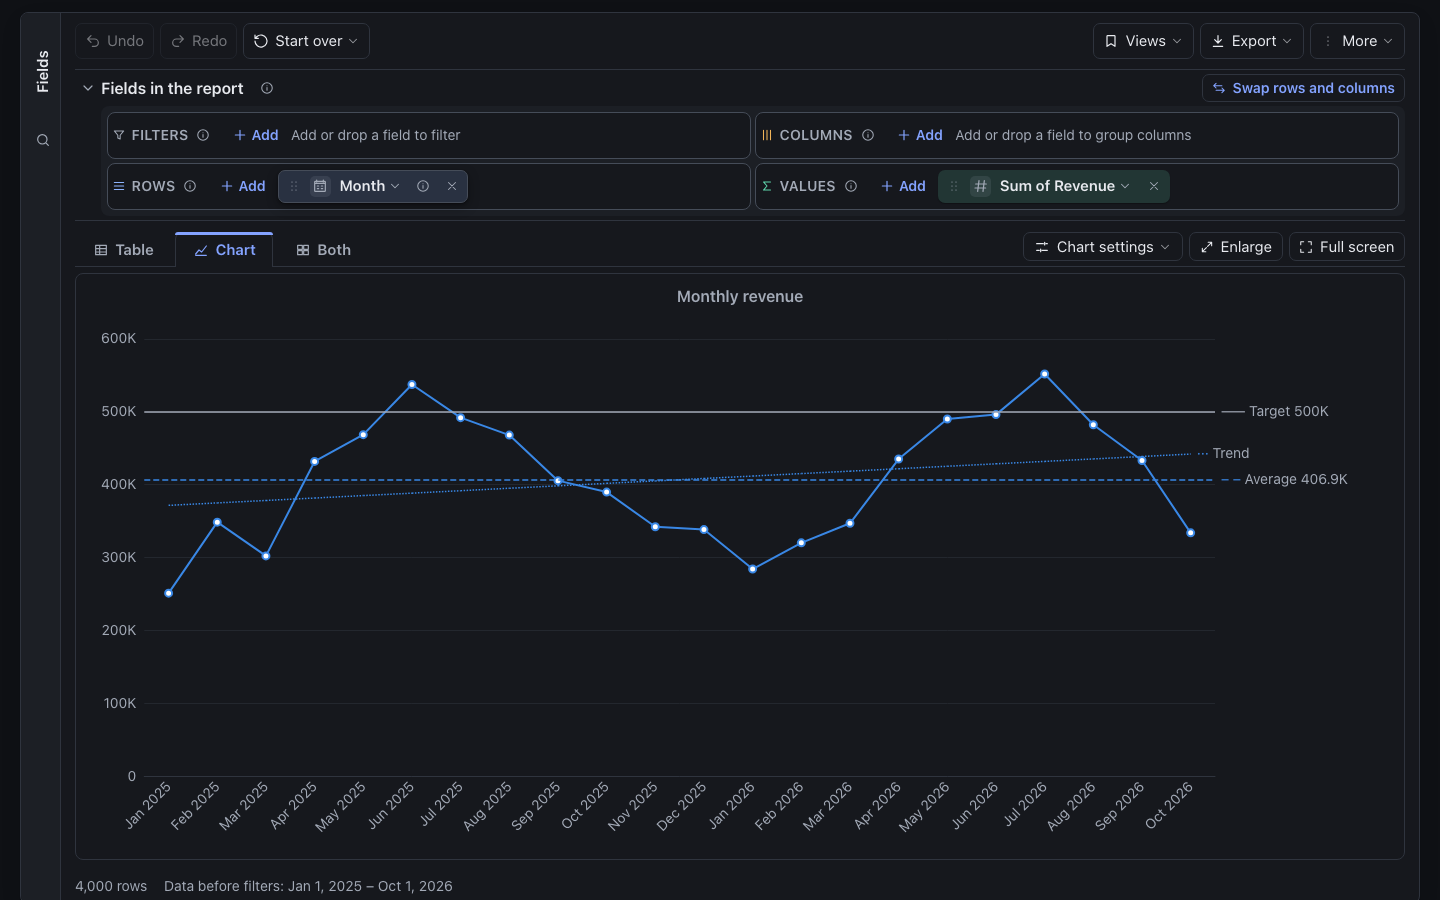 Undo Redo Start over Views Export More
Fields
Fields in the report Swap rows and columns
FILTERS Add Add or drop a field to filter COLUMNS Add Add or drop a field to group columns
ROWS Add Month VALUES Add Sum of Revenue
Table Chart Both Chart settings Enlarge Full screen
Monthly revenue
600K
500K Target 500K
Trend
400K Average 406.9K
300K
200K
100K
0
Jan 2025 Feb 2025 Mar 2025 Apr 2025 May 2025 Jun 2025 Jul 2025 Aug 2025 Sep 2025 Oct 2025 Nov 2025 Dec 2025 Jan 2026 Feb 2026 Mar 2026 Apr 2026 May 2026 Jun 2026 Jul 2026 Aug 2026 Sep 2026 Oct 2026
4,000 rows Data before filters: Jan 1, 2025 – Oct 1, 2026